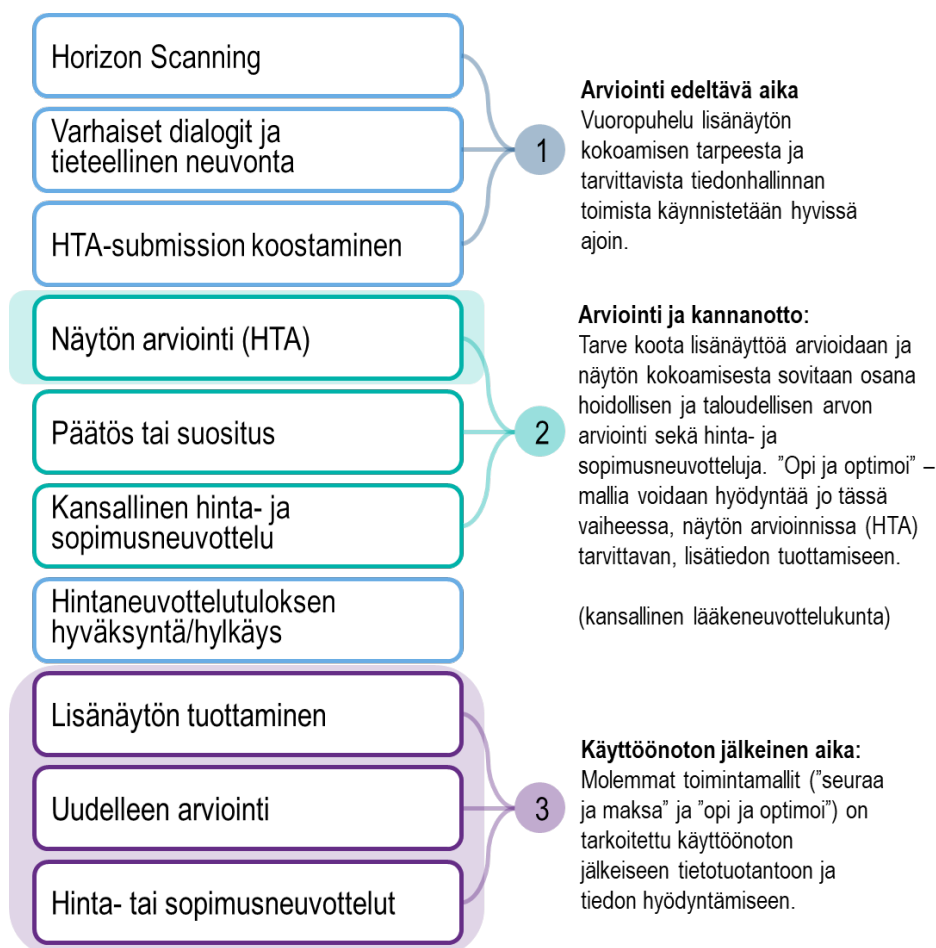 Horizon Scanning
Varhaiset dialogit ja
tieteellinen neuvonta
HTA-submission koostaminen
1
Arviointi edeltävä aika
Vuoropuhelu lisänäytön
kokoamisen tarpeesta ja
tarvittavista tiedonhallinnan
toimista käynnistetään hyvissä
ajoin.
Näytön arviointi (HTA)
Päätös tai suositus
Kansallinen hinta- ja
sopimusneuvottelu
2
Arviointi ja kannanotto:
Tarve koota lisänäyttöä arvioidaan ja
näytön kokoamisesta sovitaan osana
hoidollisen ja taloudellisen arvon
arviointi sekä hinta- ja
sopimusneuvotteluja. ”Opi ja optimoi” –
mallia voidaan hyödyntää jo tässä
vaiheessa, näytön arvioinnissa (HTA)
tarvittavan, lisätiedon tuottamiseen.
(kansallinen lääkeneuvottelukunta)
Hintaneuvottelutuloksen
hyväksyntä/hylkäys
Lisänäytön tuottaminen
Uudelleen arviointi
Hinta- tai sopimusneuvottelut
3
Käyttöönoton jälkeinen aika:
Molemmat toimintamallit (”seuraa
ja maksa” ja ”opi ja optimoi”) on
tarkoitettu käyttöönoton
jälkeiseen tietotuotantoon ja
tiedon hyödyntämiseen.